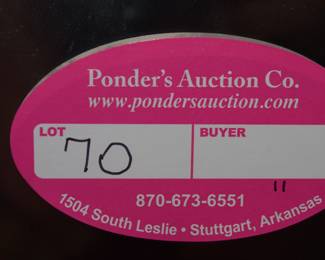 Ponder's Auction Co.
www.pondersauction.com
LOT BUYER
70
870-673-6551
"
1504 South Leslie • Stuttgart, Arkansas